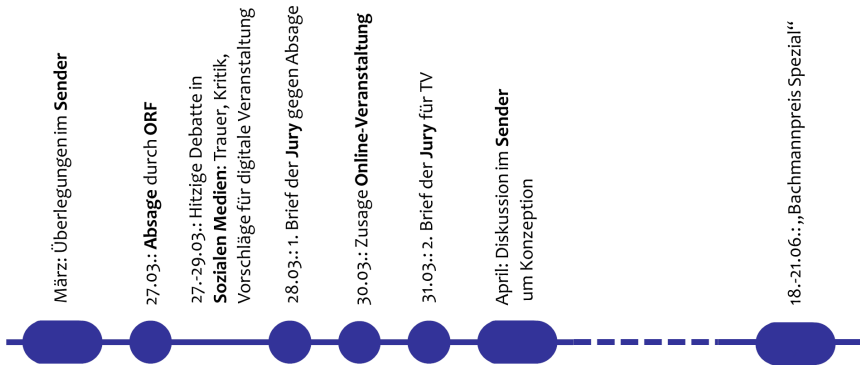 März: Überlegungen im Sender
27.03.: Absage durch ORF
27.-29.03.: Hitzige Debatte in
Sozialen Medien: Trauer, Kritik,
Vorschläge für digitale Veranstaltung
28.03.: 1. Brief der Jury gegen Absage
30.03.: Zusage Online-Veranstaltung
31.03.: 2. Brief der Jury für TV
April: Diskussion im Sender
um Konzeption
18.-21.06.: „Bachmannpreis Spezial“